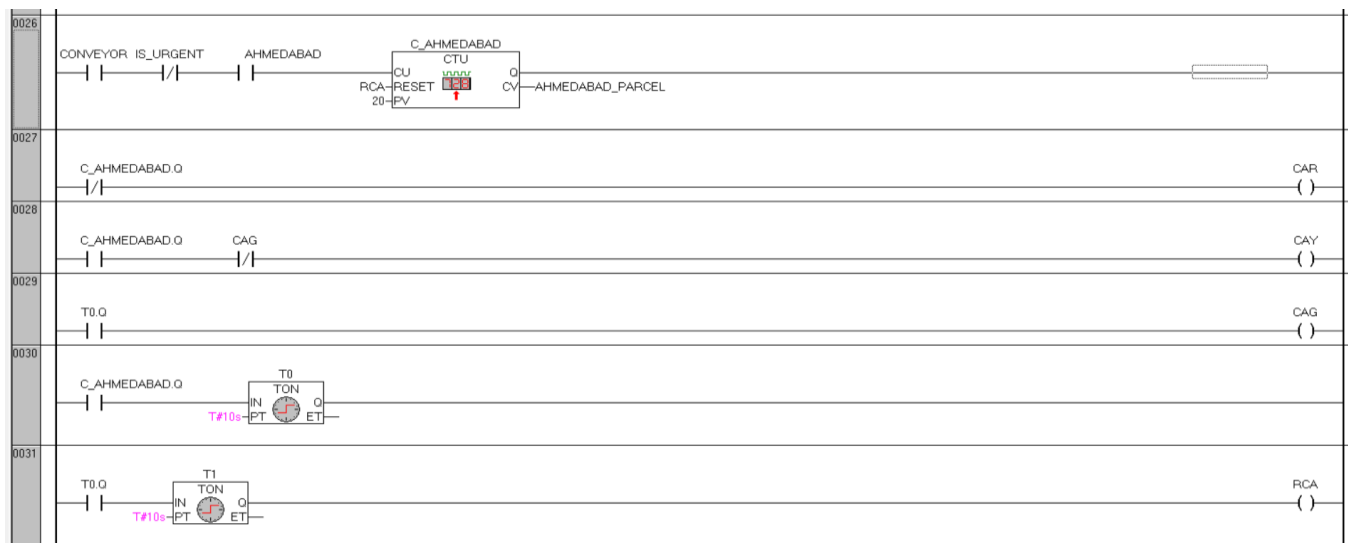 0026
CONVEYOR IS_URGENT AHMEDABAD C_AHMEDABAD
CTU
CU Q
RCA RESET 123 CV AHMEDABAD_PARCEL
20 PV
0027
C_AHMEDABAD.Q CAR
0028
C_AHMEDABAD.Q CAG CAY
0029
T0.Q CAG
0030
C_AHMEDABAD.Q T0
TON
IN Q
T#10s PT ET
0031
T0.Q T1 RCA
TON
IN Q
T#10s PT ET